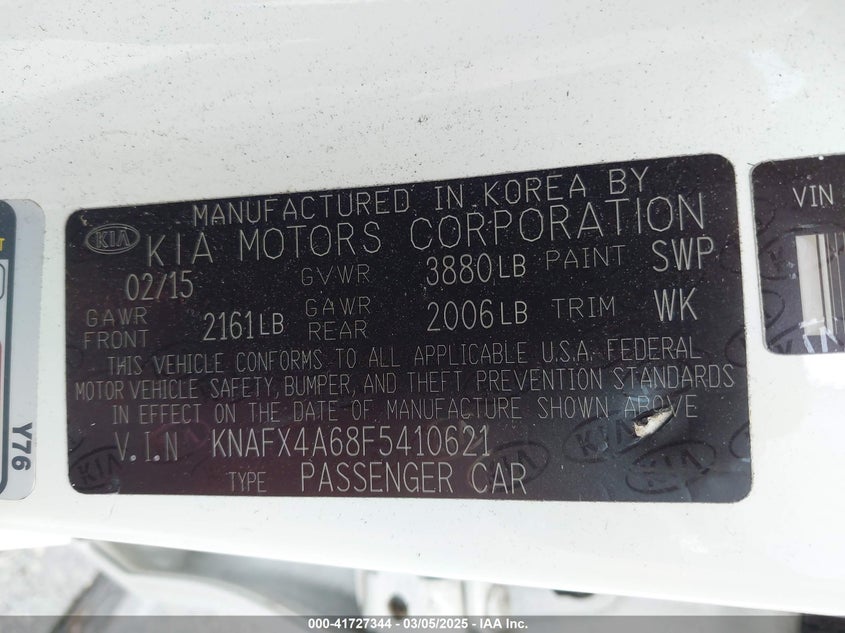 MANUFACTURED IN KOREA BY
KIA KIA MOTORS CORPORATION
02/15 GVWR 3880LB PAINT SWP
GAWR FRONT 2161LB GAWR REAR 2006LB TRIM WK
THIS VEHICLE CONFORMS TO ALL APPLICABLE U.S.A. FEDERAL
MOTOR VEHICLE SAFETY, BUMPER, AND THEFT PREVENTION STANDARDS
IN EFFECT ON THE DATE OF MANUFACTURE SHOWN ABOVE
V.I.N KNAFX4A68F5410621
TYPE PASSENGER CAR
Y76
VIN
000-41727344 — 03/05/2025 — IAA Inc.